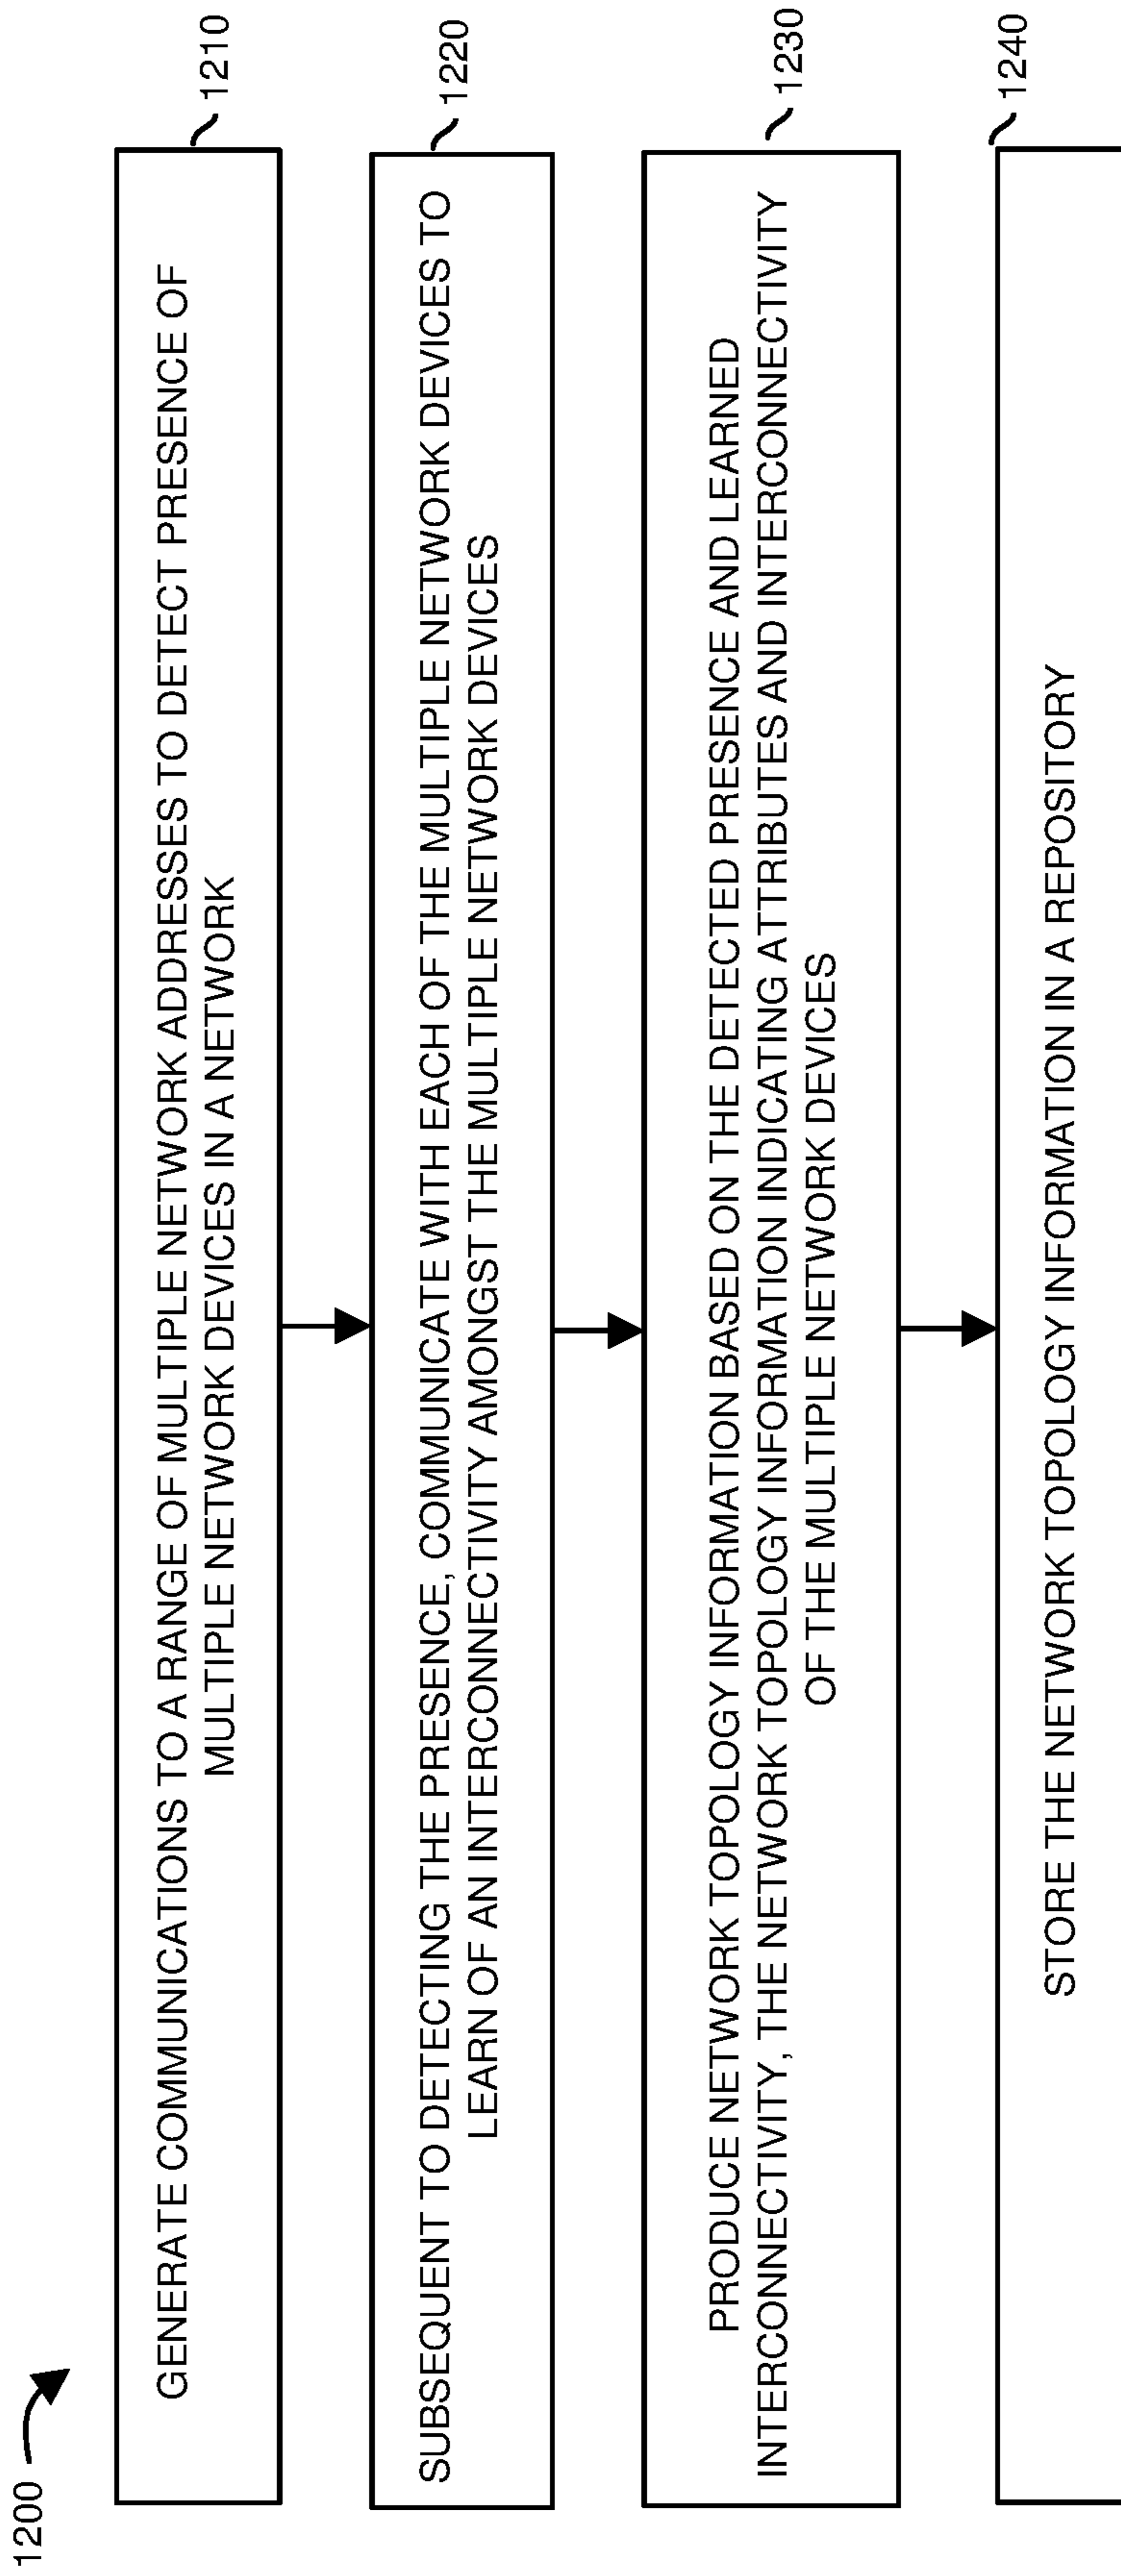 1200
GENERATE COMMUNICATIONS TO A RANGE OF MULTIPLE NETWORK ADDRESSES TO DETECT PRESENCE OF
MULTIPLE NETWORK DEVICES IN A NETWORK
1210
SUBSEQUENT TO DETECTING THE PRESENCE, COMMUNICATE WITH EACH OF THE MULTIPLE NETWORK DEVICES TO
LEARN OF AN INTERCONNECTIVITY AMONGST THE MULTIPLE NETWORK DEVICES
1220
PRODUCE NETWORK TOPOLOGY INFORMATION BASED ON THE DETECTED PRESENCE AND LEARNED
INTERCONNECTIVITY, THE NETWORK TOPOLOGY INFORMATION INDICATING ATTRIBUTES AND INTERCONNECTIVITY
OF THE MULTIPLE NETWORK DEVICES
1230
STORE THE NETWORK TOPOLOGY INFORMATION IN A REPOSITORY
1240